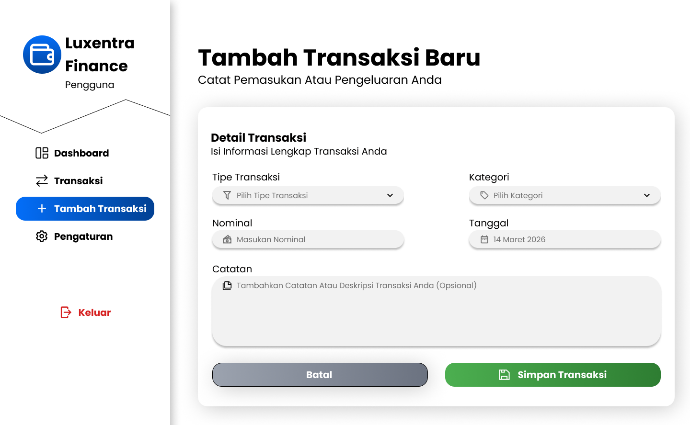 Luxentra
Finance
Pengguna
Dashboard
Transaksi
Tambah Transaksi
Pengaturan
Keluar
Tambah Transaksi Baru
Catat Pemasukan Atau Pengeluaran Anda
Detail Transaksi
Isi Informasi Lengkap Transaksi Anda
Tipe Transaksi
Kategori
Pilih Tipe Transaksi
Pilih Kategori
Nominal
Tanggal
Masukan Nominal
14 Maret 2026
Catatan
Tambahkan Catatan Atau Deskripsi Transaksi Anda (Opsional)
Batal
Simpan Transaksi